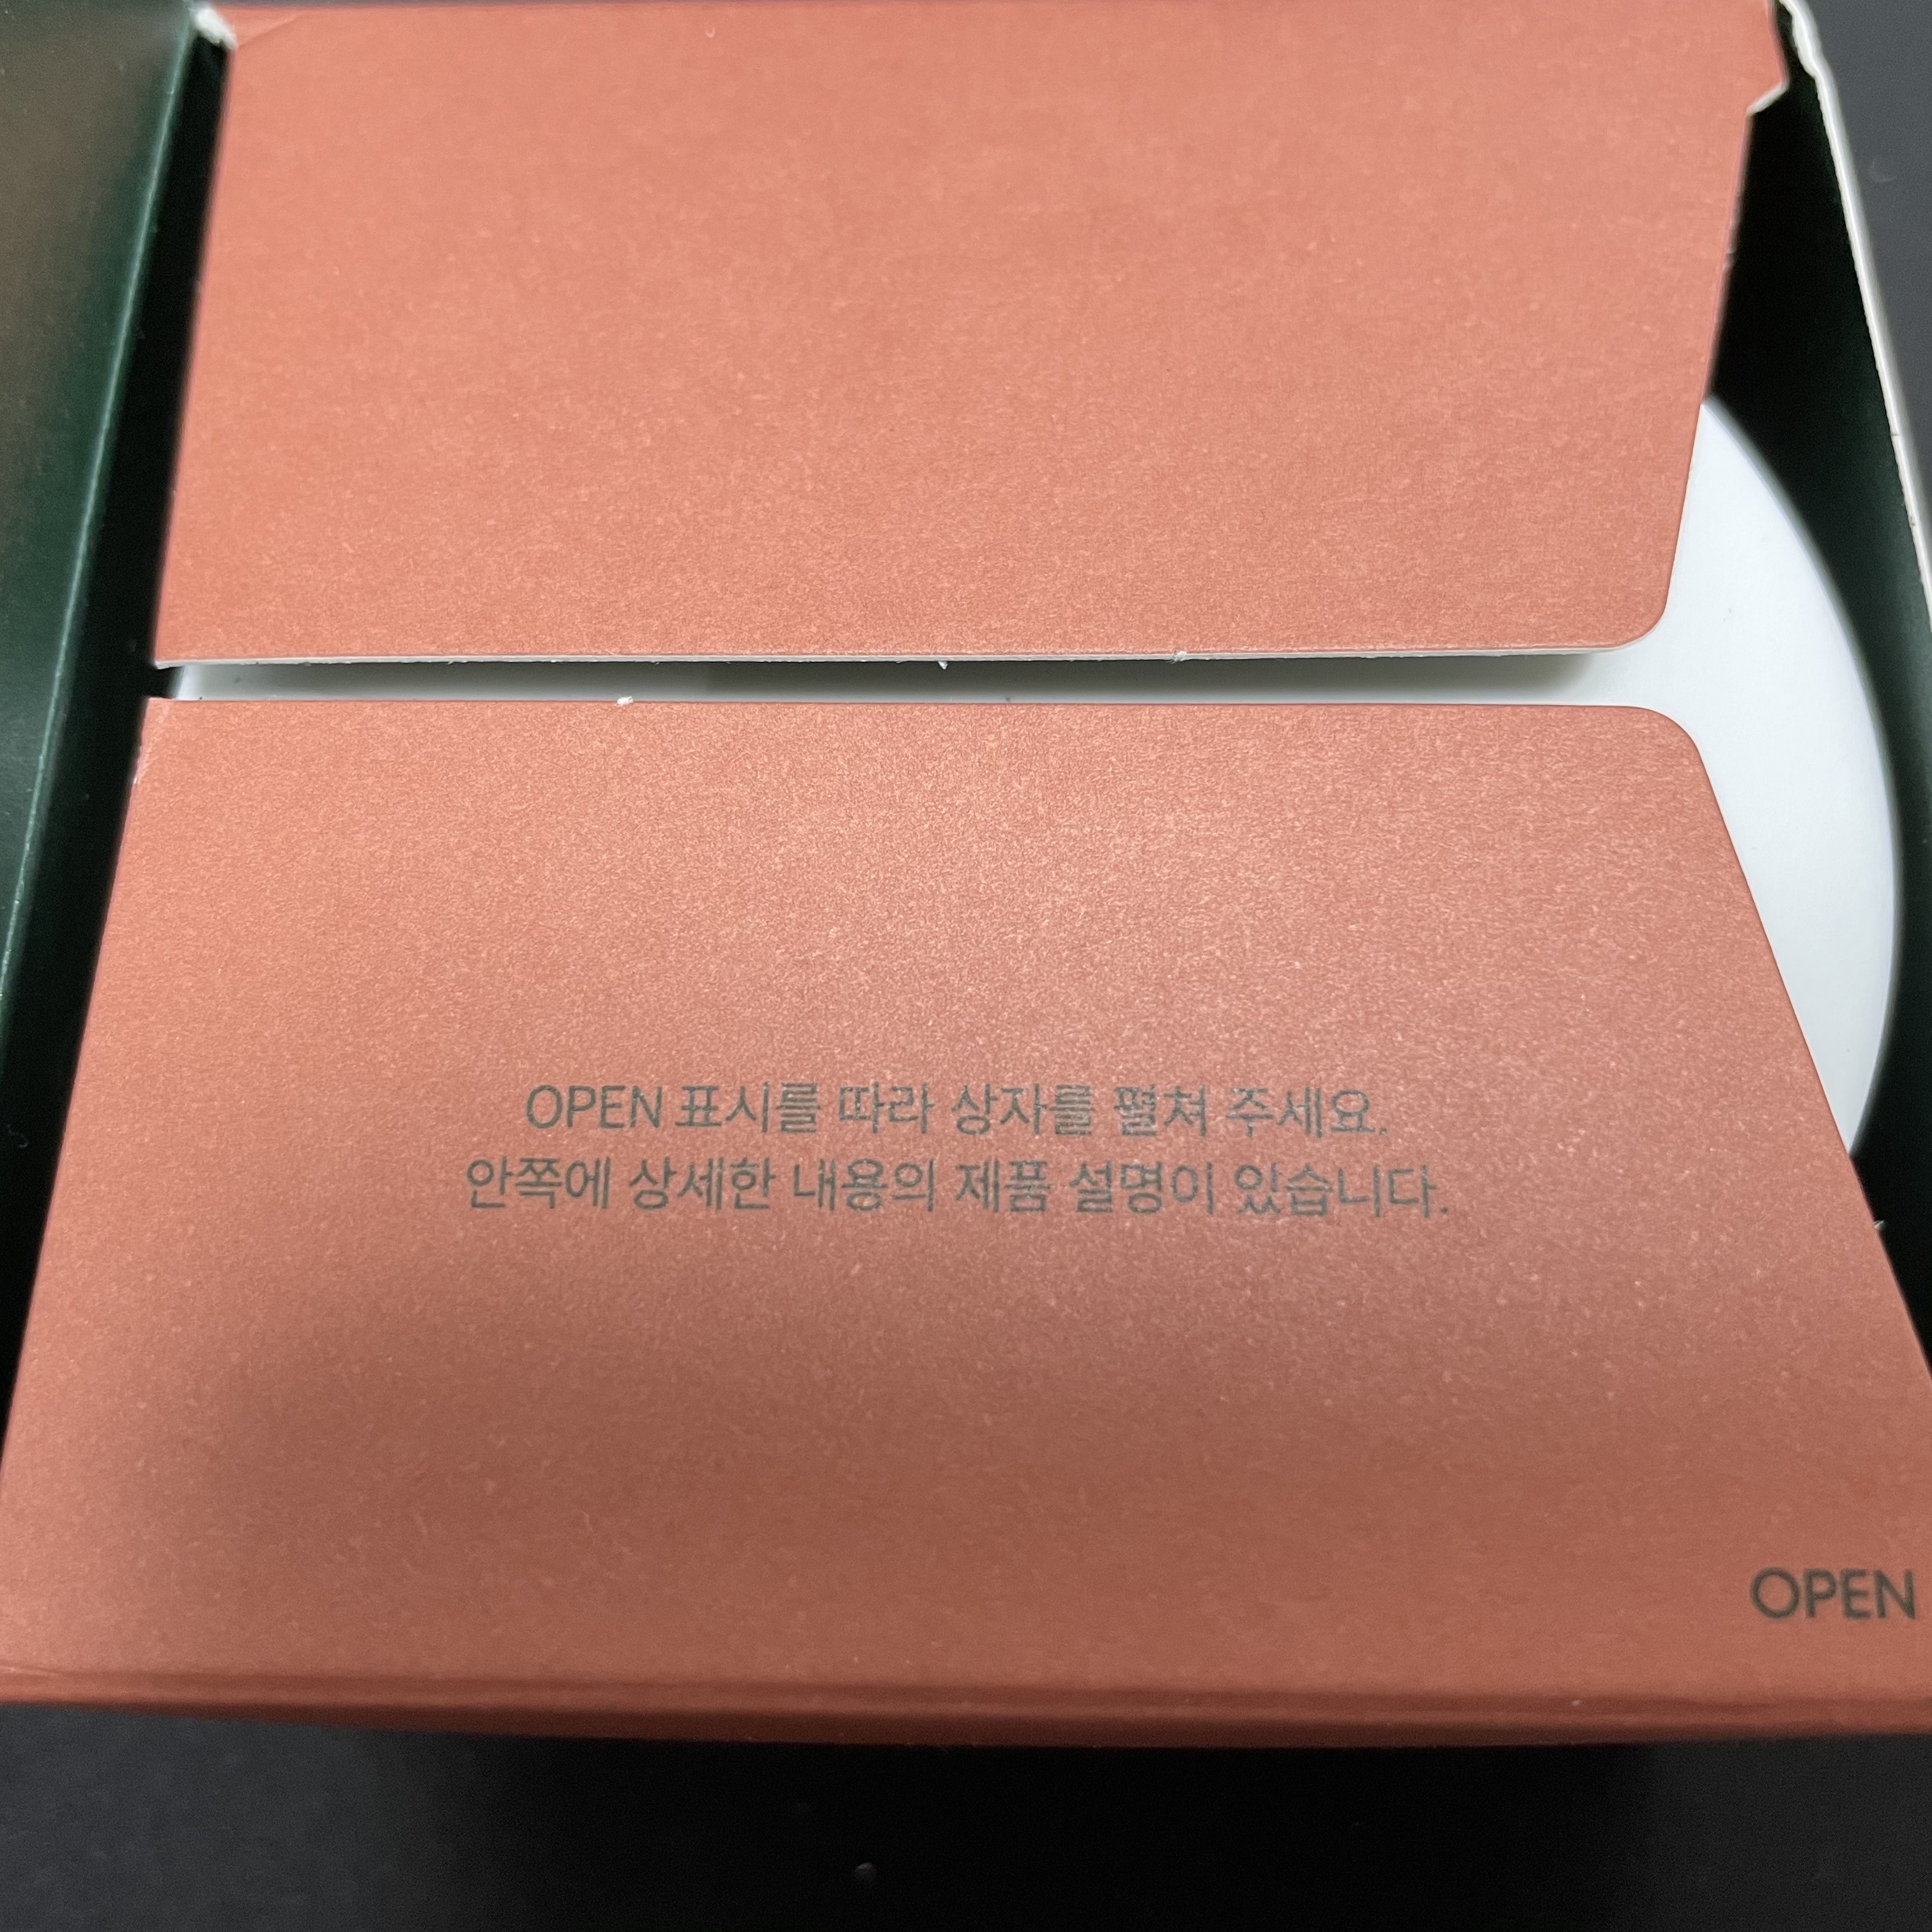 OPEN 표시를 따라 상자를 펼쳐 주세요.
안쪽에 상세한 내용의 제품 설명이 있습니다.
OPEN